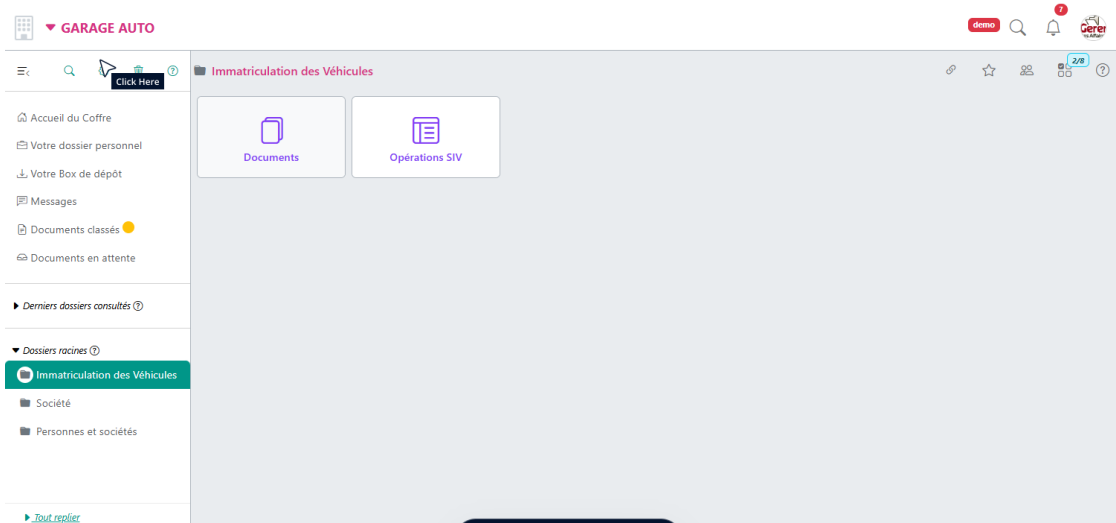 GARAGE AUTO
demo
7
Gerer
Click Here
Immatriculation des Véhicules
2/8
Accueil du Coffre
Votre dossier personnel
Votre Box de dépôt
Messages
Documents classés
Documents en attente
Documents
Opérations SIV
Derniers dossiers consultés
Dossiers racines
Immatriculation des Véhicules
Société
Personnes et sociétés
Tout replier